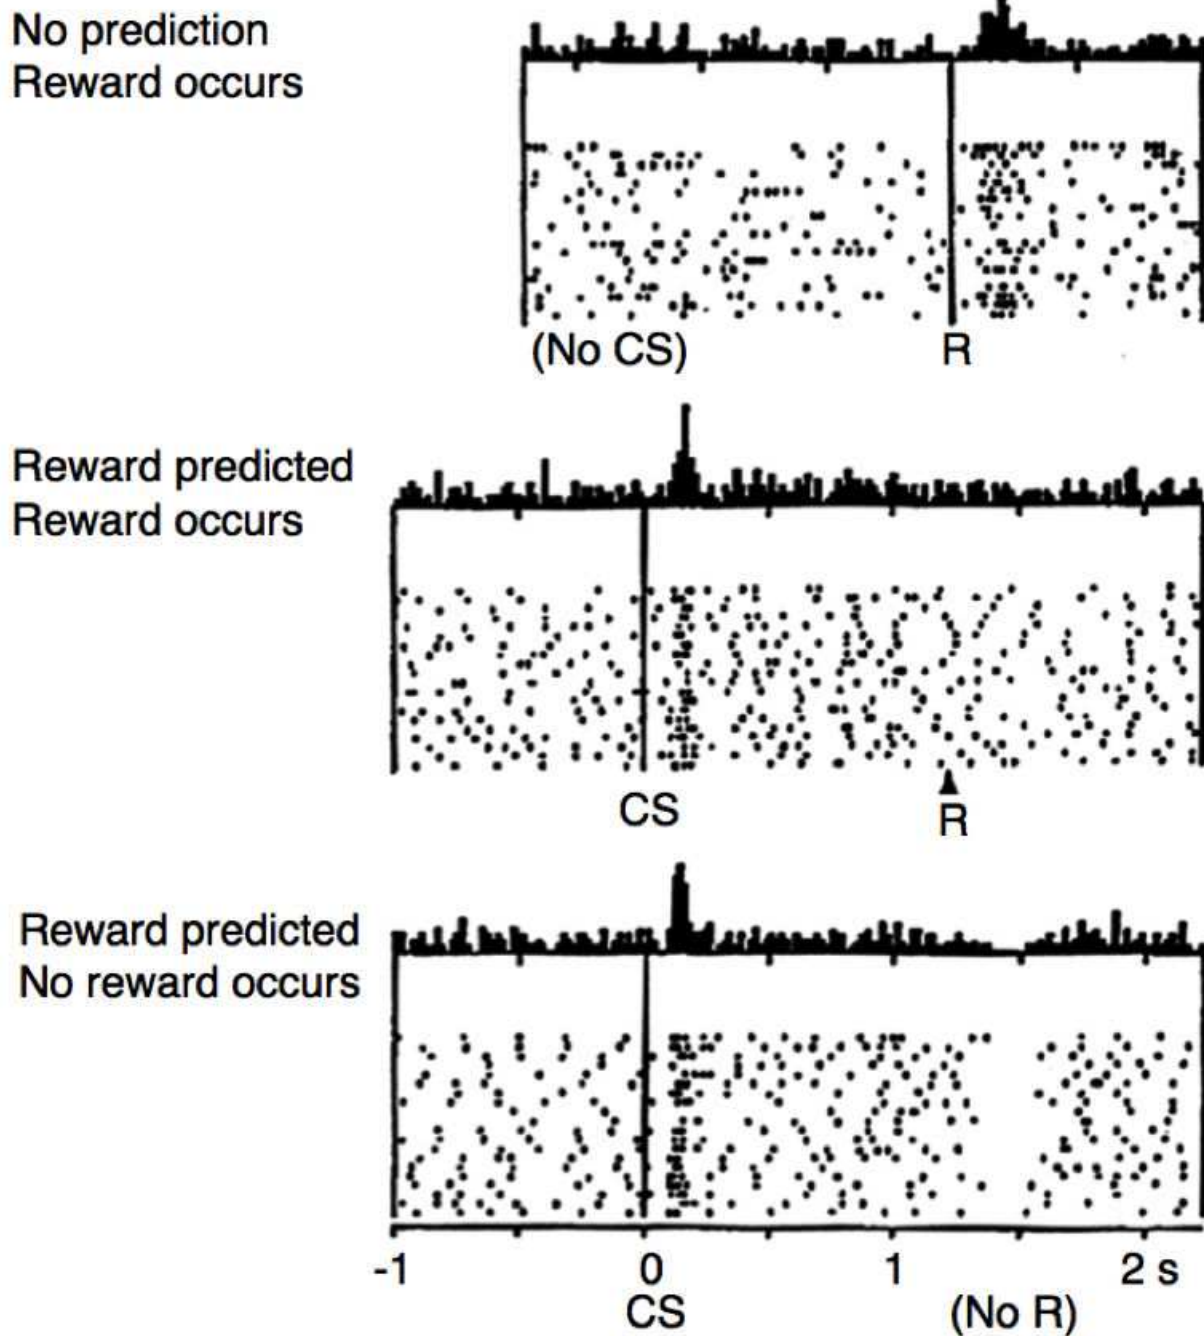 No prediction
Reward occurs
(No CS)
R
Reward predicted
Reward occurs
CS
R
Reward predicted
No reward occurs
-1 0 1 2 s
CS (No R)